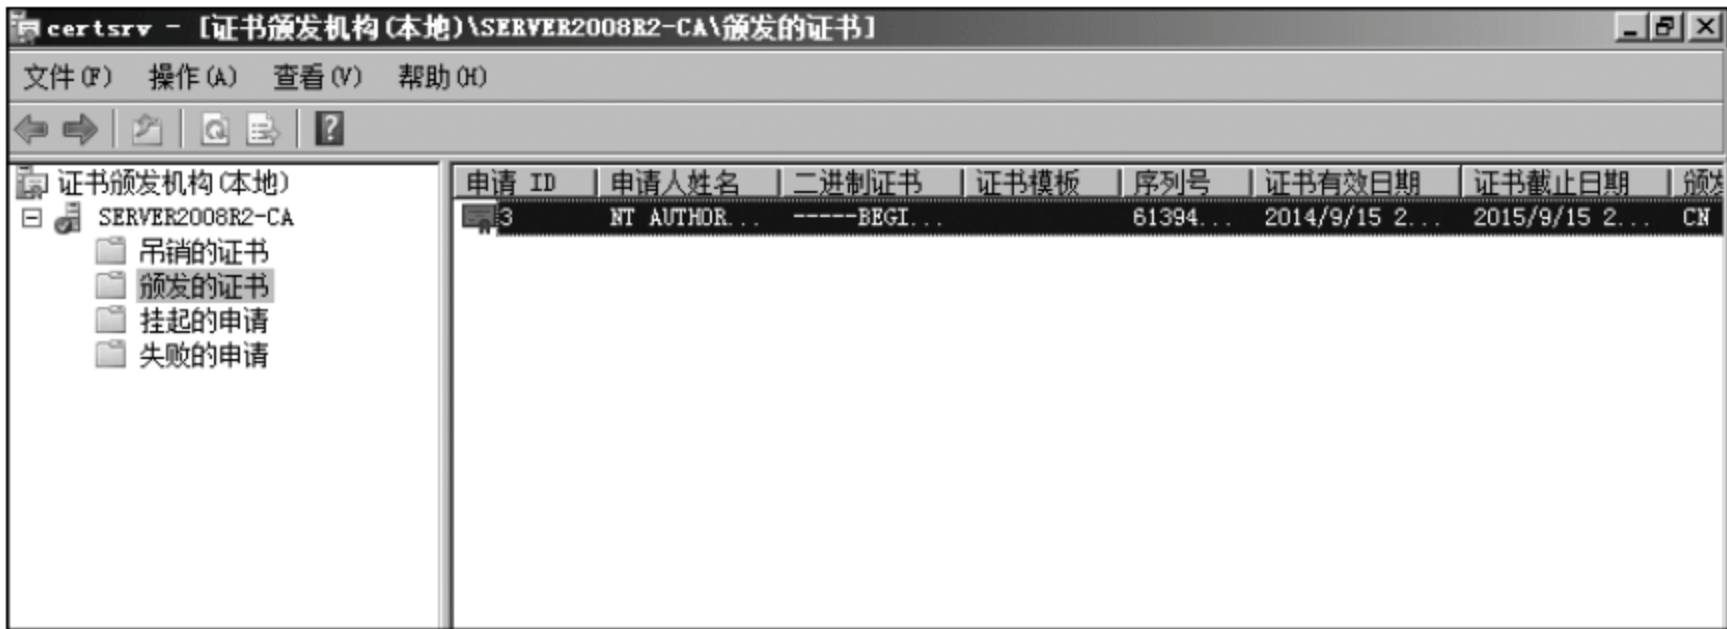 certsrv - [证书颁发机构(本地)\SERVER2008R2-CA\颁发的证书]
文件(F) 操作(A) 查看(V) 帮助(H)
证书颁发机构(本地)
SERVER2008R2-CA
吊销的证书
颁发的证书
挂起的申请
失败的申请
申请 ID 申请人姓名 二进制证书 证书模板 序列号 证书有效日期 证书截止日期 颁发
3 NT AUTHOR... -----BEGI... 61394... 2014/9/15 2... 2015/9/15 2... CN